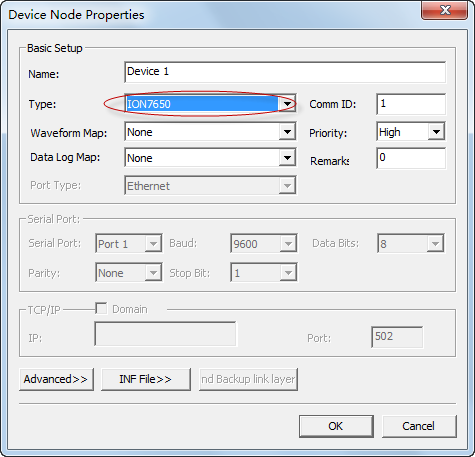 Device Node Properties
Basic Setup
Name: Device 1
Type: ION7650 Comm ID: 1
Waveform Map: None Priority: High
Data Log Map: None Remarks 0
Port Type: Ethernet
Serial Port:
Serial Port: Port 1 Baud: 9600 Data Bits: 8
Parity: None Stop Bit: 1
TCP/IP Domain
IP: Port: 502
Advanced>> INF File>> nd Backup link layer
OK Cancel